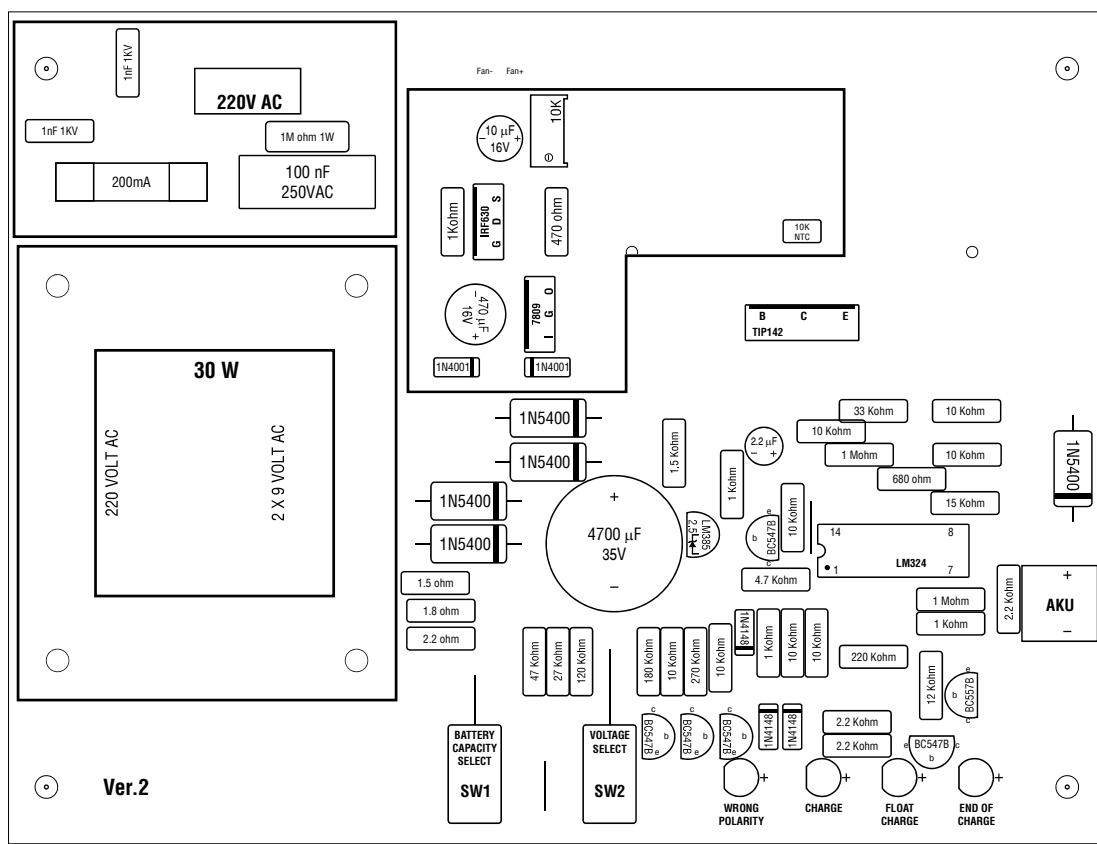 1nF 1KV
220V AC
1nF 1KV
1M ohm 1W
200mA
100 nF
250VAC
Fan-
Fan+
- 10 µF +
16V
10K
1Kohm
IRF630
G D S
470 ohm
10K
NTC
-
470 µF
16V
+
7809
I G O
1N4001
1N4001
B C E
TIP142
30 W
220 VOLT AC
2 X 9 VOLT AC
1N5400
1N5400
1N5400
1N5400
+
4700 µF
35V
-
1.5 ohm
1.8 ohm
2.2 ohm
1.5 Kohm
1 Kohm
2.2 µF
- +
33 Kohm
10 Kohm
10 Kohm
1 Mohm
10 Kohm
680 ohm
15 Kohm
1N5400
LM385
2.5
e
b
BC547B
c
10 Kohm
14
8
LM324
1
7
4.7 Kohm
1 Mohm
1 Kohm
2.2 Kohm
+
AKU
-
47 Kohm
27 Kohm
120 Kohm
180 Kohm
10 Kohm
270 Kohm
10 Kohm
1N4148
1 Kohm
10 Kohm
10 Kohm
220 Kohm
12 Kohm
e
b
BC557B
c
BATTERY
CAPACITY
SELECT
SW1
VOLTAGE
SELECT
SW2
c
BC547B
b
e
c
BC547B
b
e
c
BC547B
b
e
1N4148
1N4148
2.2 Kohm
2.2 Kohm
BC547B
e c
b
+
+
+
+
WRONG
POLARITY
CHARGE
FLOAT
CHARGE
END OF
CHARGE
Ver.2